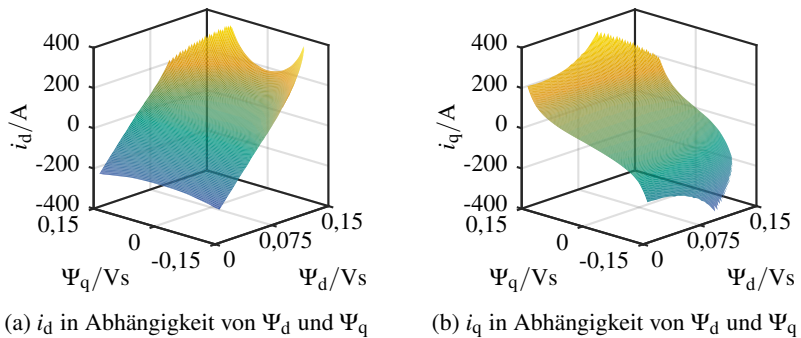 400
200
0
-200
-400
i_d/A
0,15
0
-0,15
Ψ_q/Vs
0
0,075
0,15
Ψ_d/Vs
(a) i_d in Abhängigkeit von Ψ_d und Ψ_q
400
200
0
-200
-400
i_q/A
0,15
0
-0,15
Ψ_q/Vs
0
0,075
0,15
Ψ_d/Vs
(b) i_q in Abhängigkeit von Ψ_d und Ψ_q